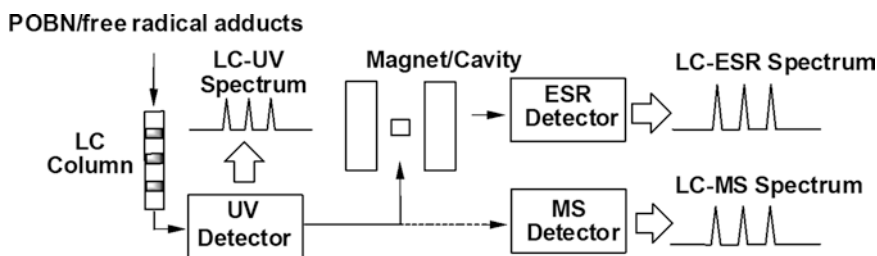 POBN/free radical adducts
LC-UV
Spectrum
Magnet/Cavity
LC-ESR Spectrum
ESR
Detector
LC
Column
LC-MS Spectrum
UV
Detector
MS
Detector